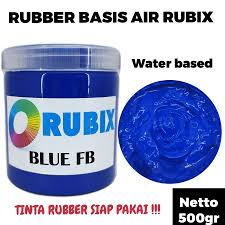 RUBBER BASIS AIR RUBIX
Water based
RUBIX
BLUE FB
TINTA RUBBER SIAP PAKAI !!!
Netto
500gr